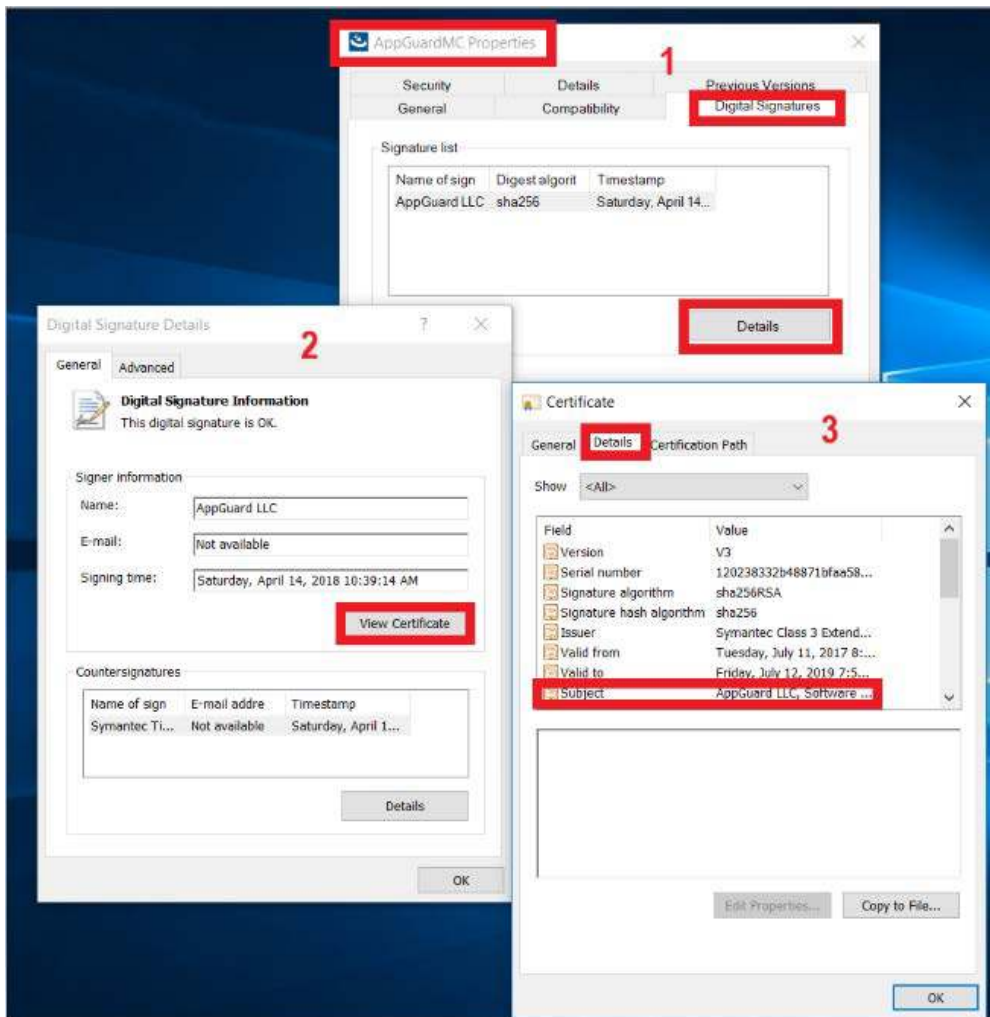 AppGuardMC Properties
1
Security Details Previous Versions
General Compatibility Digital Signatures
Signature list
Name of sign Digest algorit Timestamp
AppGuard LLC sha256 Saturday, April 14...
Details
Digital Signature Details ?
2
General Advanced
Digital Signature Information
This digital signature is OK.
Signer information
Name: AppGuard LLC
E-mail: Not available
Signing time: Saturday, April 14, 2018 10:39:14 AM
View Certificate
Countersignatures
Name of sign E-mail addre Timestamp
Symantec Ti... Not available Saturday, April 1...
Details
OK
Certificate
3
General Details Certification Path
Show <All>
Field Value
Version V3
Serial number 120238332b48871bfaa58...
Signature algorithm sha256RSA
Signature hash algorithm sha256
Issuer Symantec Class 3 Extend...
Valid from Tuesday, July 11, 2017 8:...
Valid to Friday, July 12, 2019 7:5...
Subject AppGuard LLC, Software ...
Edit Properties... Copy to File...
OK